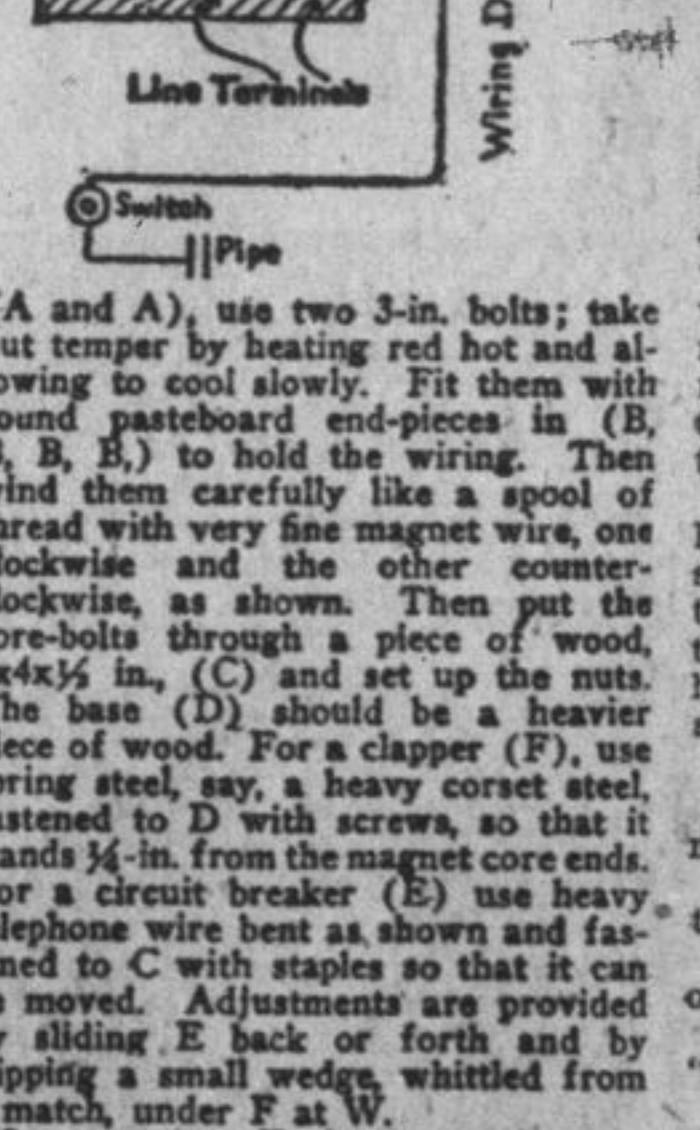 Line Terminals
Wiring D
Switch
Pipe
A and A), use two 3-in. bolts; take
ut temper by heating red hot and al-
owing to cool slowly. Fit them with
ound pasteboard end-pieces in (B,
, B, B,) to hold the wiring. Then
ind them carefully like a spool of
hread with very fine magnet wire, one
lockwise and the other counter-
lockwise, as shown. Then put the
ore-bolts through a piece of wood,
x4x½ in., (C) and set up the nuts.
he base (D) should be a heavier
iece of wood. For a clapper (F), use
pring steel, say, a heavy corset steel,
astened to D with screws, so that it
ands ¼-in. from the magnet core ends.
or a circuit breaker (E) use heavy
lephone wire bent as shown and fas-
ned to C with staples so that it can
moved. Adjustments are provided
sliding E back or forth and by
ipping a small wedge, whittled from
match, under F at W.